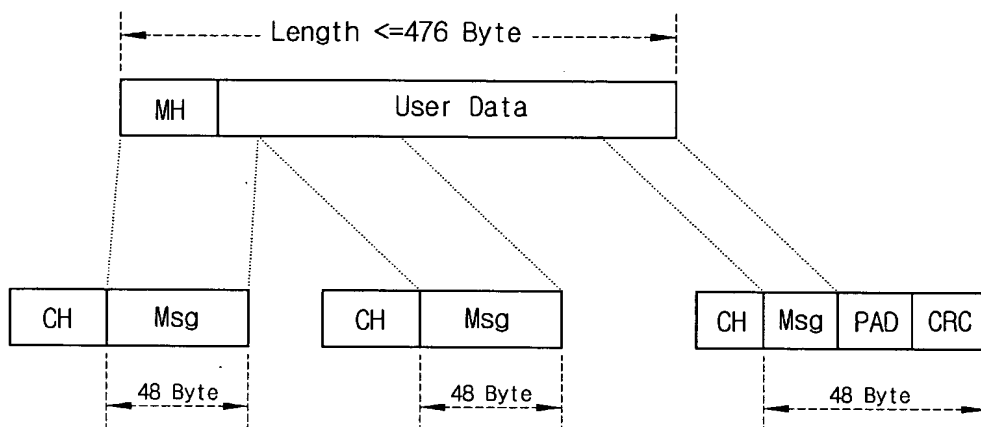 Length <=476 Byte
MH User Data
CH Msg CH Msg CH Msg PAD CRC
48 Byte 48 Byte 48 Byte